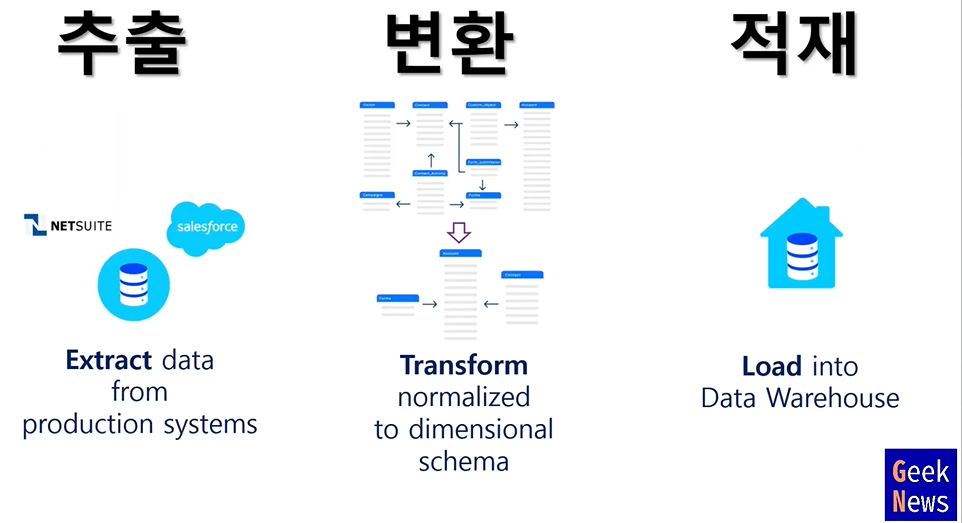 추출
변환
적재
NETSUITE
salesforce
Visitor
Contact
Custom_object
Account
Form_submission
Contact_Activity
Campaigns
Forms
Account
Contact
Forms
Extract data
from
production systems
Transform
normalized
to dimensional
schema
Load into
Data Warehouse
Geek
News